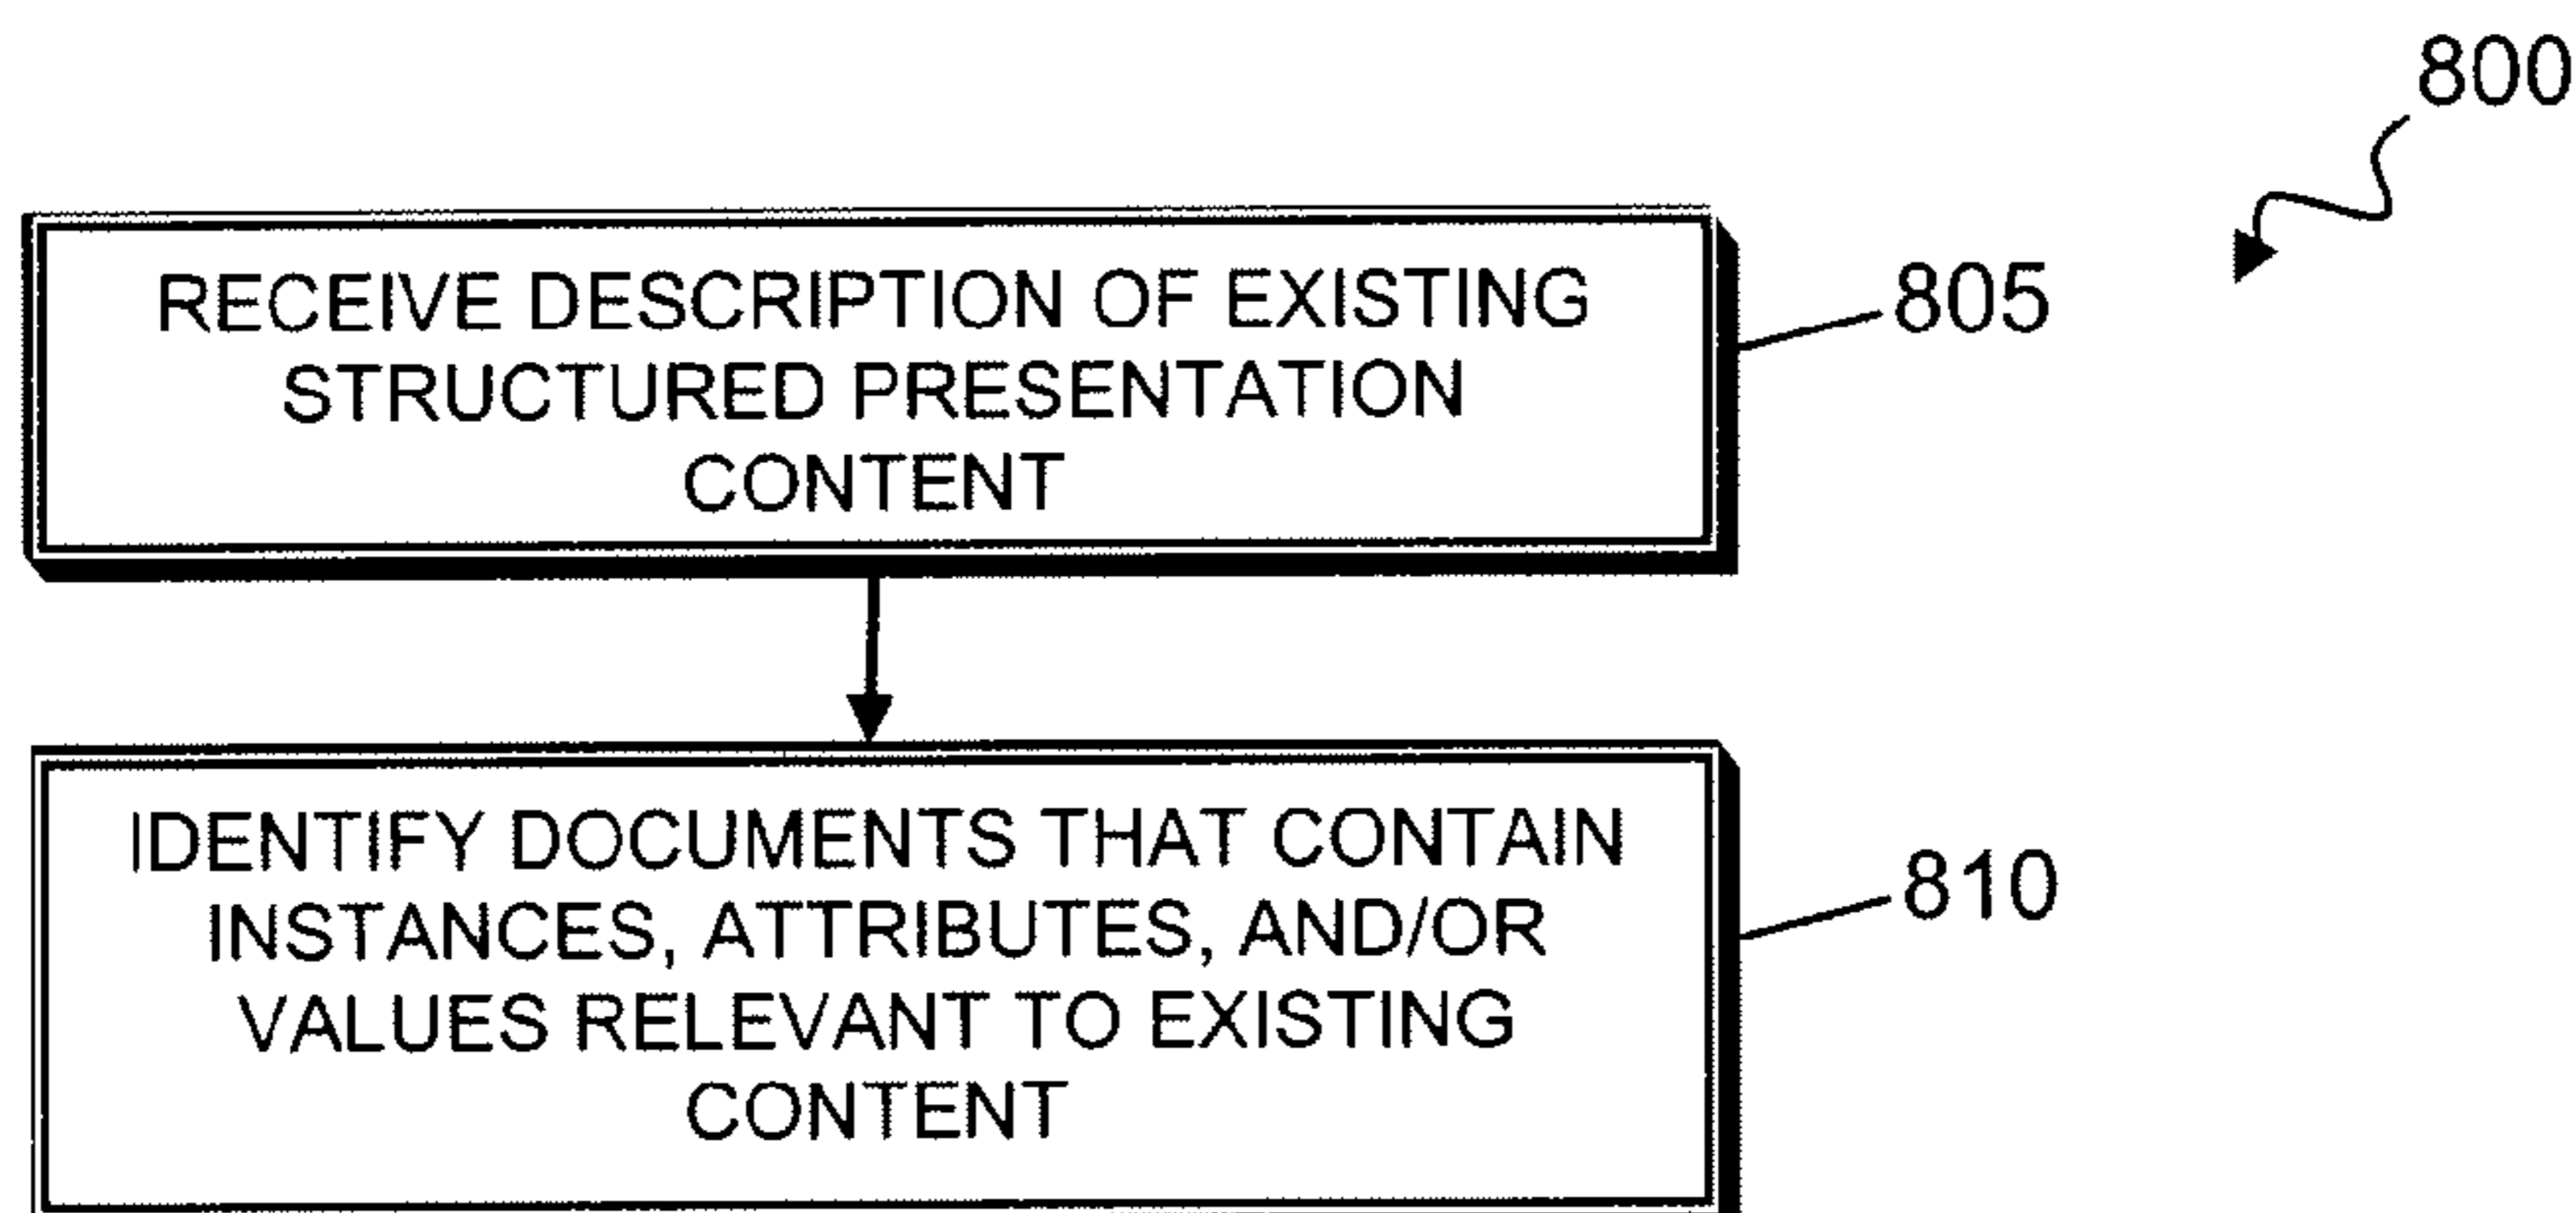 800
RECEIVE DESCRIPTION OF EXISTING
STRUCTURED PRESENTATION
CONTENT
805
IDENTIFY DOCUMENTS THAT CONTAIN
INSTANCES, ATTRIBUTES, AND/OR
VALUES RELEVANT TO EXISTING
CONTENT
810